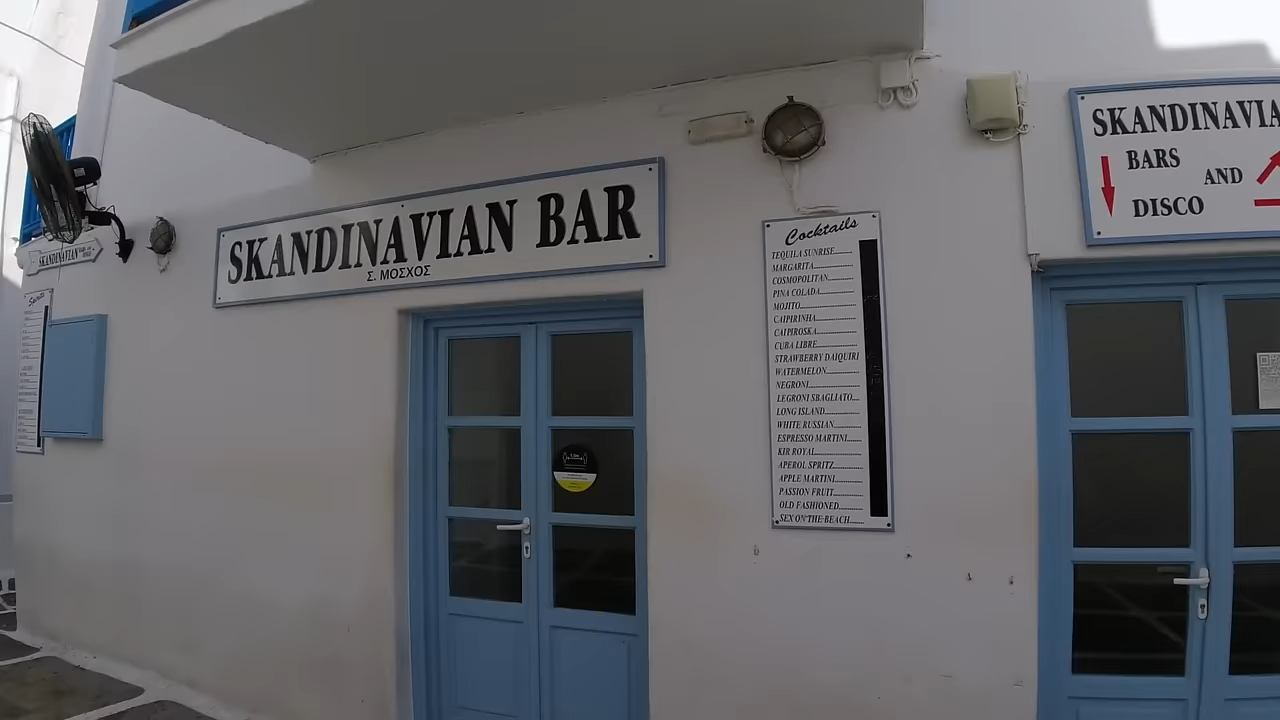 SKANDINAVIAN BAR
Σ. ΜΟΣΧΟΣ
SKANDINAVIAN
Cocktails
TEQUILA SUNRISE
MARGARITA
COSMOPOLITAN
PINA COLADA
MOJITO
CAIPIRINHA
CAIPIROSKA
CUBA LIBRE
STRAWBERRY DAIQUIRI
WATERMELON
NEGRONI
LEGRONI SBAGLIATO
LONG ISLAND
WHITE RUSSIAN
ESPRESSO MARTINI
KIR ROYAL
APEROL SPRITZ
APPLE MARTINI
PASSION FRUIT
OLD FASHIONED
SEX ON THE BEACH
SKANDINAVIA
BARS
AND
DISCO